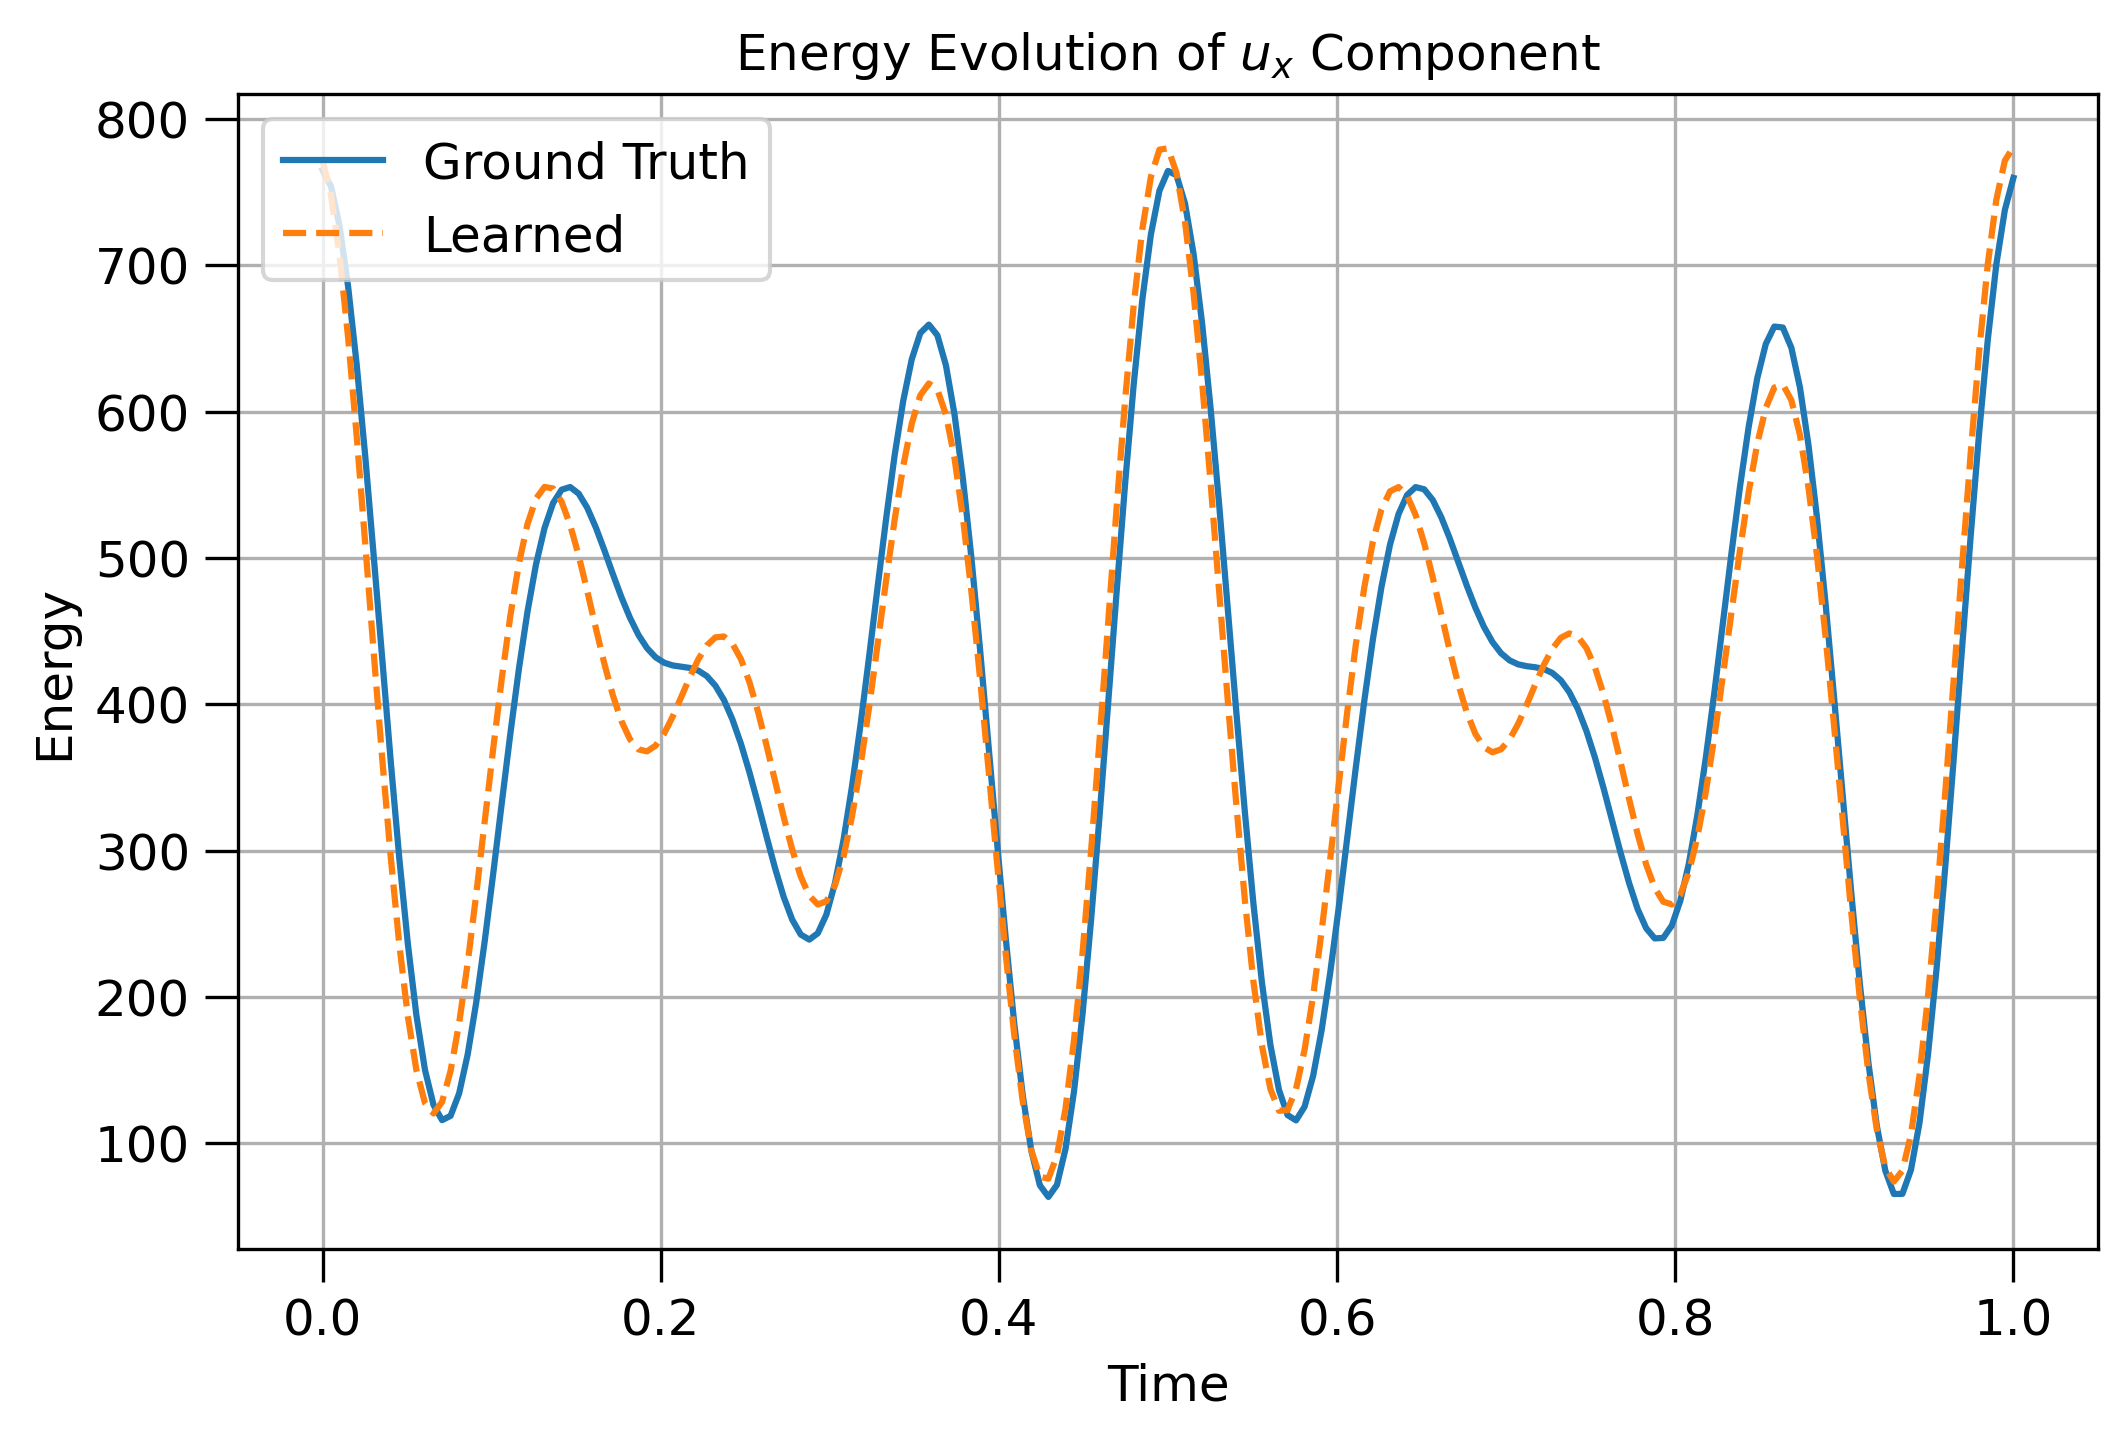 Energy Evolution of u_x Component
800
700
600
500
400
300
200
100
Energy
Ground Truth
Learned
0.0 0.2 0.4 0.6 0.8 1.0
Time